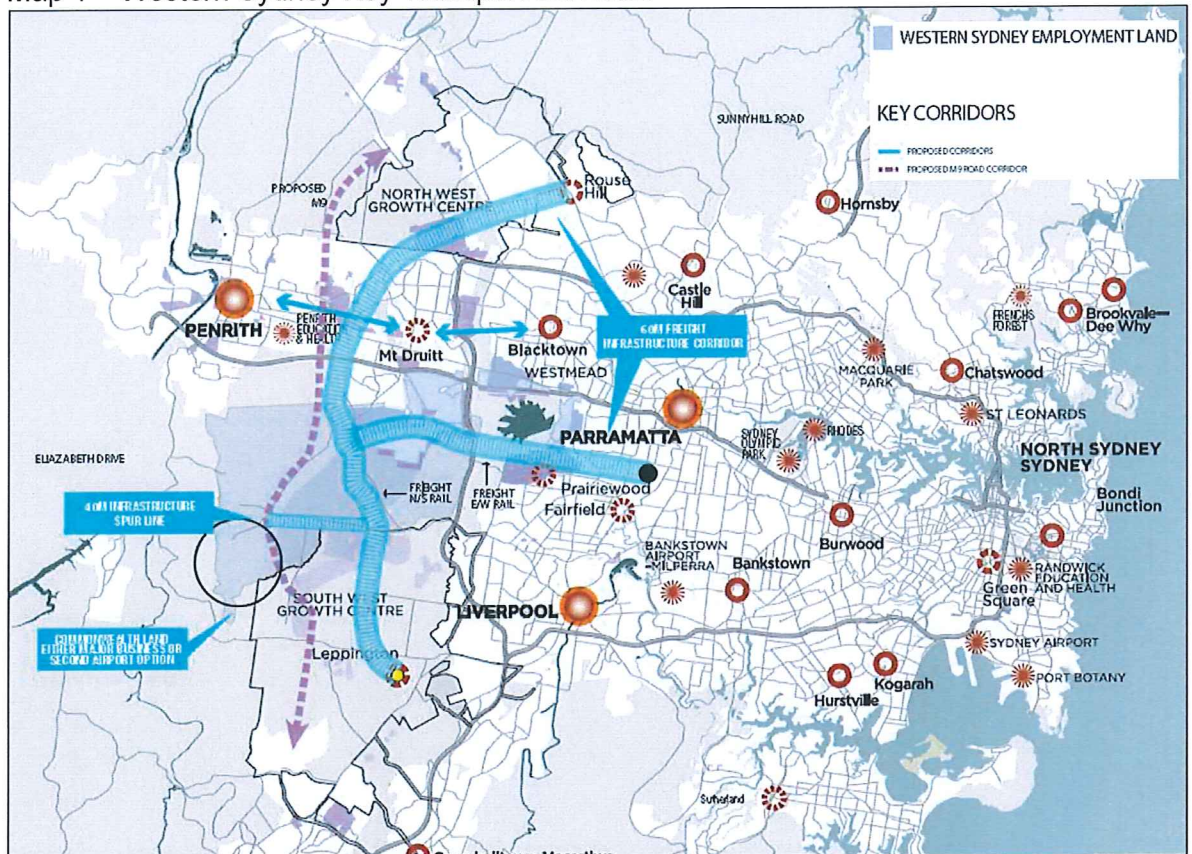 WESTERN SYDNEY EMPLOYMENT LAND
KEY CORRIDORS
PROPOSED CORRIDORS
PROPOSED M9 ROAD CORRIDOR
SUNNYHILL ROAD
PROPOSED
M9
NORTH WEST
GROWTH CENTRE
Rouse
Hill
Hornsby
Castle
Hill
FRENCHS
FOREST
Brookvale–
Dee Why
PENRITH
PENRITH
EDUCATION
& HEALTH
Mt Druitt
Blacktown
WESTMEAD
60M FREIGHT
INFRASTRUCTURE CORRIDOR
MACQUARIE
PARK
Chatswood
ST LEONARDS
PARRAMATTA
SYDNEY
OLYMPIC
PARK
RHODES
NORTH SYDNEY
SYDNEY
Bondi
Junction
ELIAZABETH DRIVE
FREIGHT
N/S RAIL
FREIGHT
E/W RAIL
Prairiewood
Fairfield
40M INFRASTRUCTURE
SPUR LINE
BANKSTOWN
AIRPORT
–MILPERRA
Bankstown
Burwood
Green
Square
RANDWICK
EDUCATION
AND HEALTH
SOUTH WEST
GROWTH CENTRE
LIVERPOOL
COMMONWEALTH LAND
EITHER MAJOR BUSINESS OR
SECOND AIRPORT OPTION
Leppington
SYDNEY AIRPORT
PORT BOTANY
Hurstville
Kogarah
Sutherland